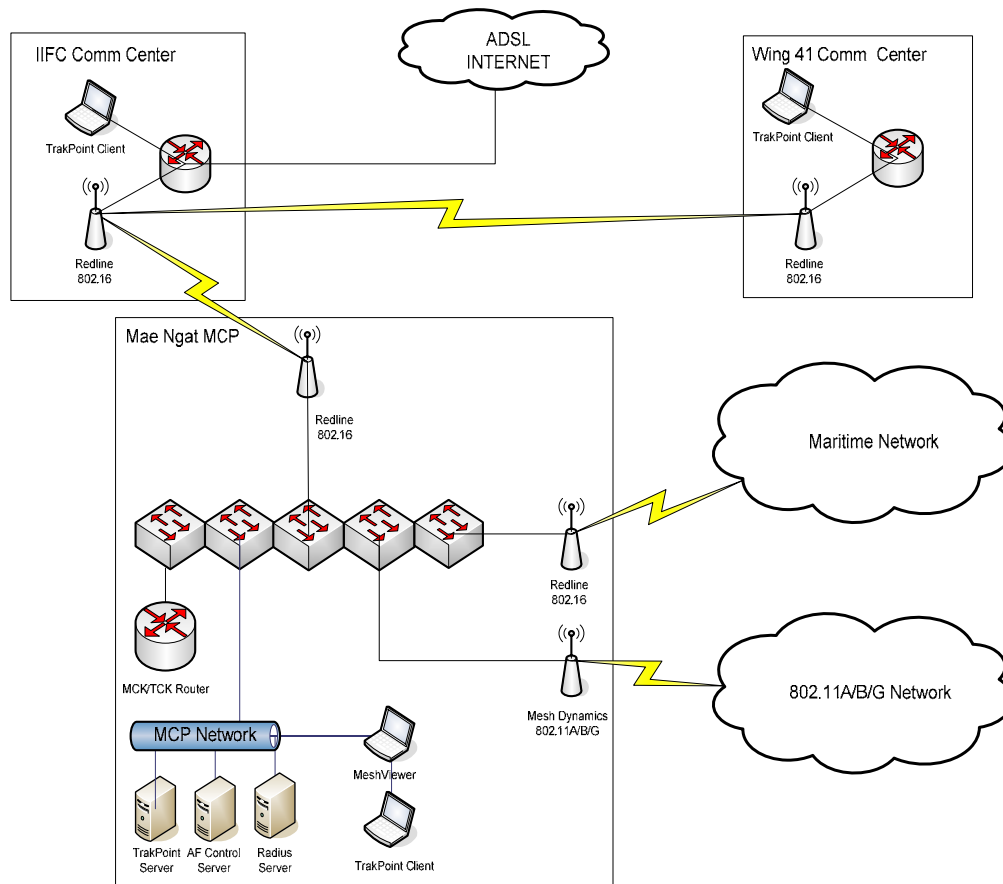 ADSL
INTERNET
IIFC Comm Center
TrakPoint Client
Redline
802.16
Wing 41 Comm Center
TrakPoint Client
Redline
802.16
Mae Ngat MCP
Redline
802.16
Maritime Network
Redline
802.16
MCK/TCK Router
Mesh Dynamics
802.11A/B/G
802.11A/B/G Network
MCP Network
MeshViewer
TrakPoint
Server
AF Control
Server
Radius
Server
TrakPoint Client